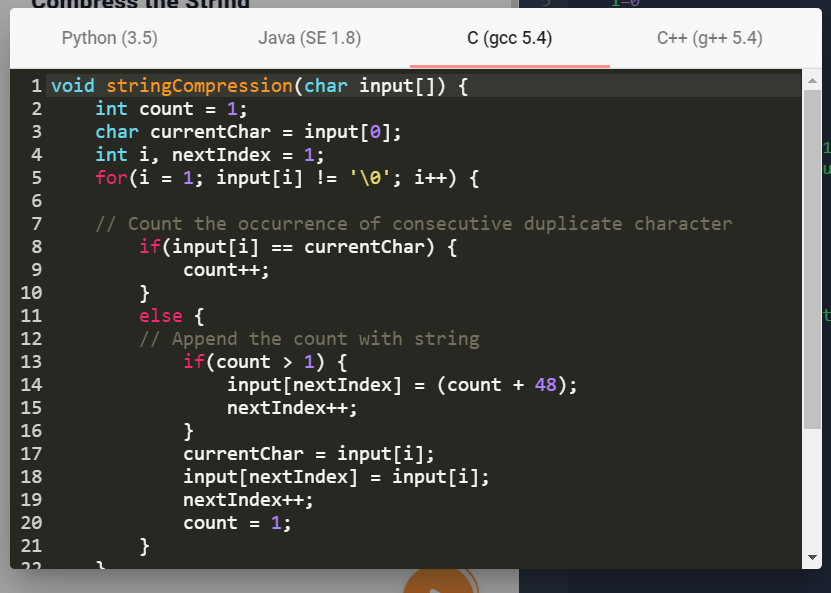 Compress the String
Python (3.5) Java (SE 1.8) C (gcc 5.4) C++ (g++ 5.4)
1 void stringCompression(char input[]) {
2 int count = 1;
3 char currentChar = input[0];
4 int i, nextIndex = 1;
5 for(i = 1; input[i] != '\0'; i++) {
6
7 // Count the occurrence of consecutive duplicate character
8 if(input[i] == currentChar) {
9 count++;
10 }
11 else {
12 // Append the count with string
13 if(count > 1) {
14 input[nextIndex] = (count + 48);
15 nextIndex++;
16 }
17 currentChar = input[i];
18 input[nextIndex] = input[i];
19 nextIndex++;
20 count = 1;
21 }
22 }